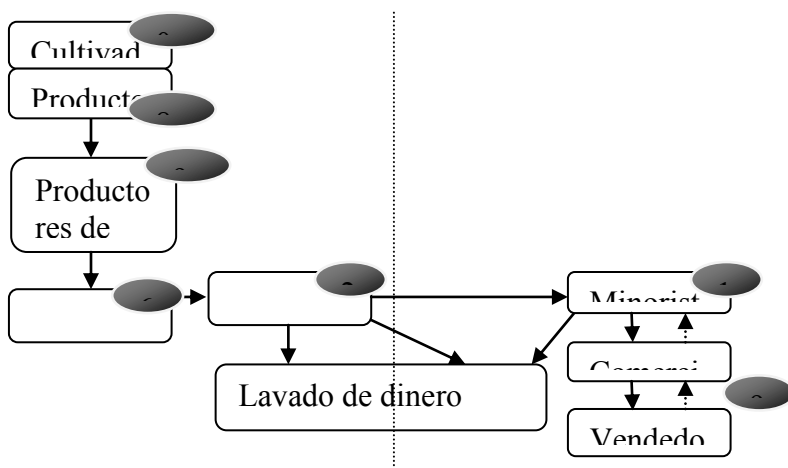 Cultivad
Producto
Producto
res de
Minorist
Comerci
Lavado de dinero
Vendedo